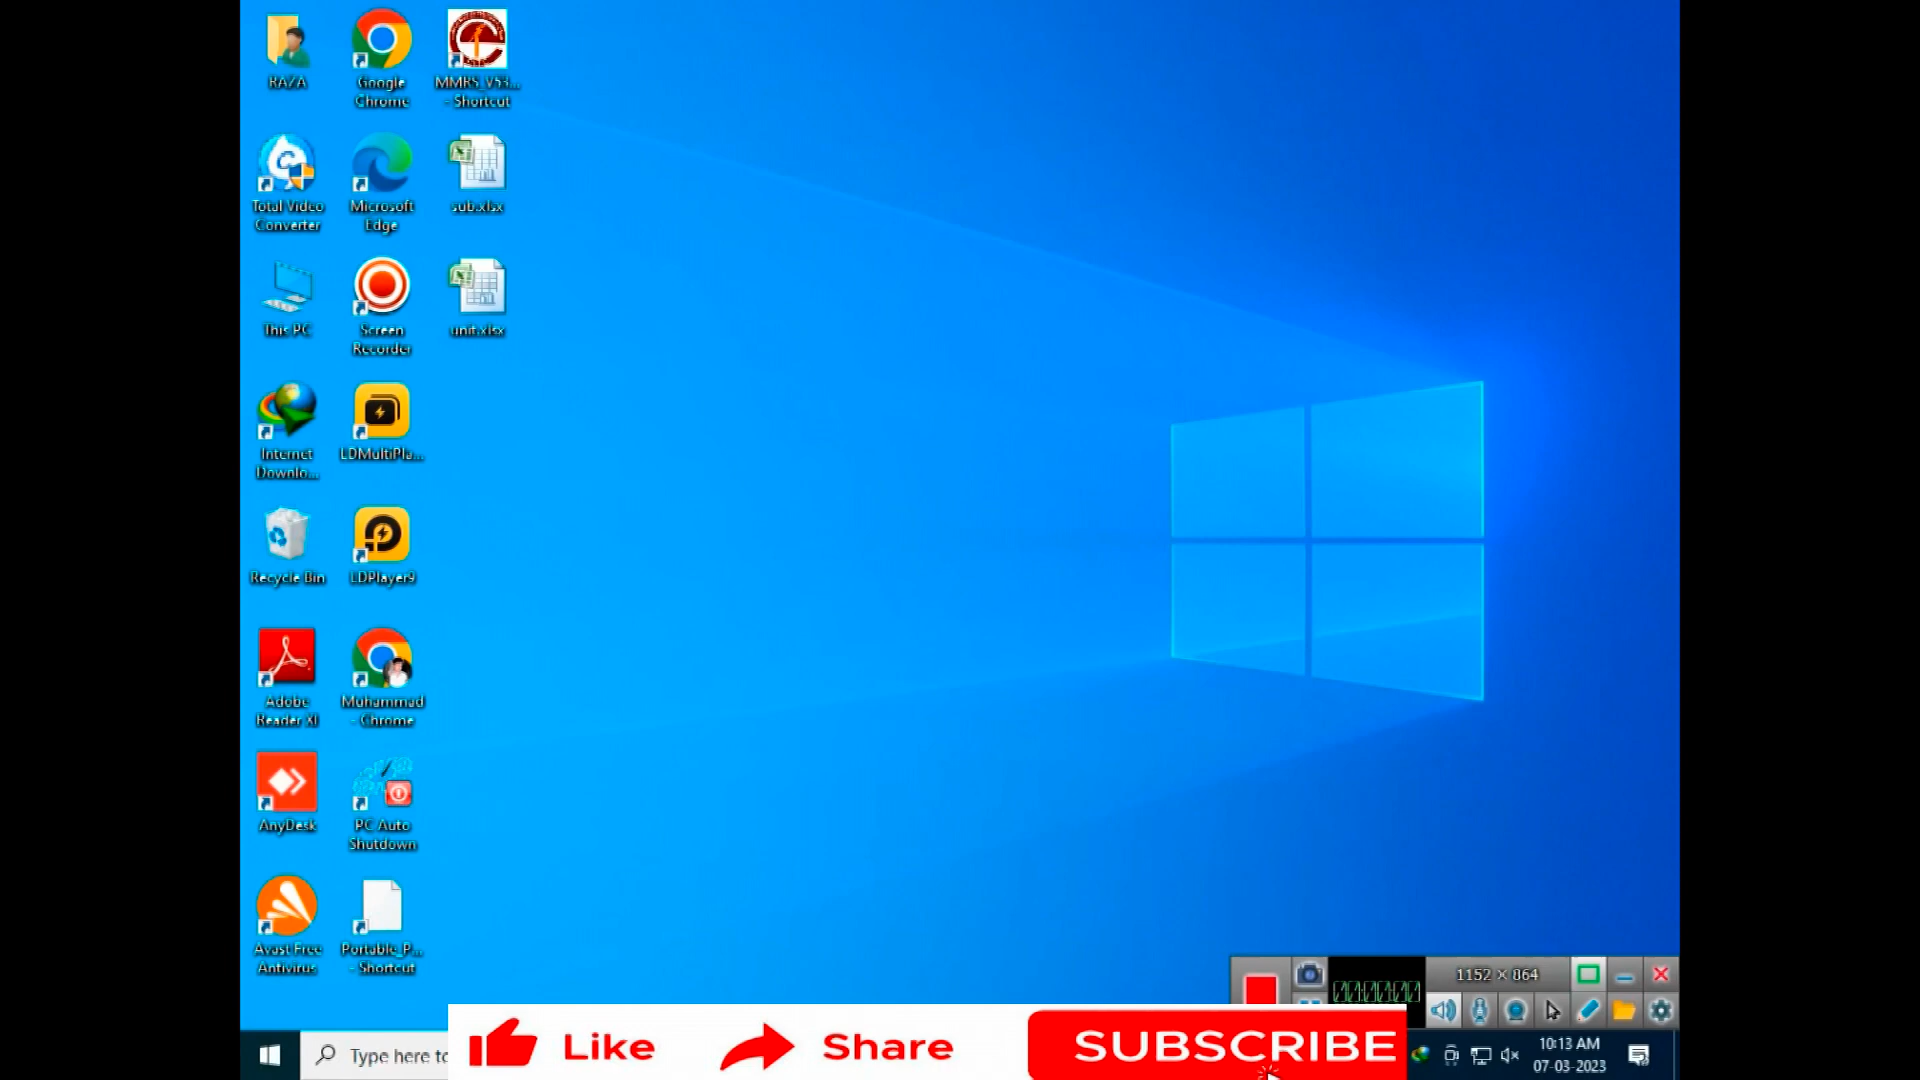 RAZA
Google
Chrome
MMRS_V53...
- Shortcut
Total Video
Converter
Microsoft
Edge
sub.xlsx
This PC
Screen
Recorder
unit.xlsx
Internet
Downlo...
LDMultiPla...
Recycle Bin
LDPlayer9
Adobe
Reader XI
Muhammad
- Chrome
AnyDesk
PC Auto
Shutdown
Avast Free
Antivirus
Portable_P...
- Shortcut
1152 × 864
Type here to
Like
Share
SUBSCRIBE
10:13 AM
07-03-2023